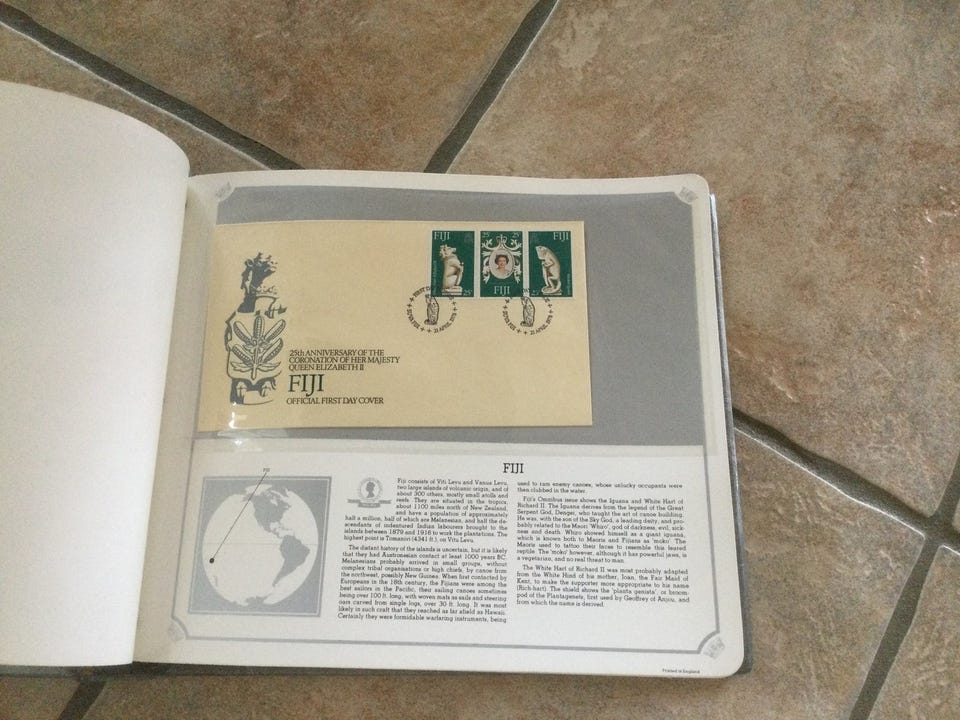 FIJI
25c
25c 25c
FIJI
FIJI
SUVA FIJI 21 APRIL 1978
SUVA FIJI 21 APRIL 1978
25th ANNIVERSARY OF THE
CORONATION OF HER MAJESTY
QUEEN ELIZABETH II
FIJI
OFFICIAL FIRST DAY COVER
FIJI
FIJI
Fiji consists of Viti Levu and Vanua Levu,
two large islands of volcanic origin, and of
about 300 others, mostly small atolls and
reefs. They are situated in the tropics,
about 1100 miles north of New Zealand,
and have a population of approximately
half a million, half of which are Melanesian, and half the de-
scendants of indentured Indian labourers brought to the
islands between 1879 and 1916 to work the plantations. The
highest point is Tomanivi (4341 ft), on Viti Levu.
The distant history of the islands is uncertain, but it is likely
that they had Austronesian contact at least 1000 years BC.
Melanesians probably arrived in small groups, without
complex tribal organisations or high chiefs, by canoe from
the northwest, possibly New Guinea. When first contacted by
Europeans in the 18th century, the Fijians were among the
best sailors in the Pacific, their sailing canoes sometimes
being over 100 ft. long, with woven mats as sails and steering
oars carved from single logs, over 30 ft. long. It was most
likely in such craft that they reached as far afield as Hawaii.
Certainly they were formidable warfaring instruments, being
used to ram enemy canoes, whose unlucky occupants were
then clubbed in the water.
Fiji's Omnibus issue shows the Iguana and White Hart of
Richard II. The Iguana derives from the legend of the Great
Serpent God, Dengei, who taught the art of canoe building.
He was, with the son of the Sky God, a leading deity, and pro-
bably related to the Maori 'Whiro', god of darkness, evil, sick-
ness and death. Whiro showed himself as a giant iguana,
which is known both to Maoris and Fijians as 'moko'. The
Maoris used to tattoo their faces to resemble this feared
reptile. The 'moko' however, although it has powerful jaws, is
a vegetarian, and no real threat to man.
The White Hart of Richard II was most probably adapted
from the White Hind of his mother, Joan, the Fair Maid of
Kent, to make the supporter more appropriate to his name
(Rich-hart). The shield shows the 'planta genista', or broom-
pod of the Plantagenets, first used by Geoffrey of Anjou, and
from which the name is derived.
Printed in England